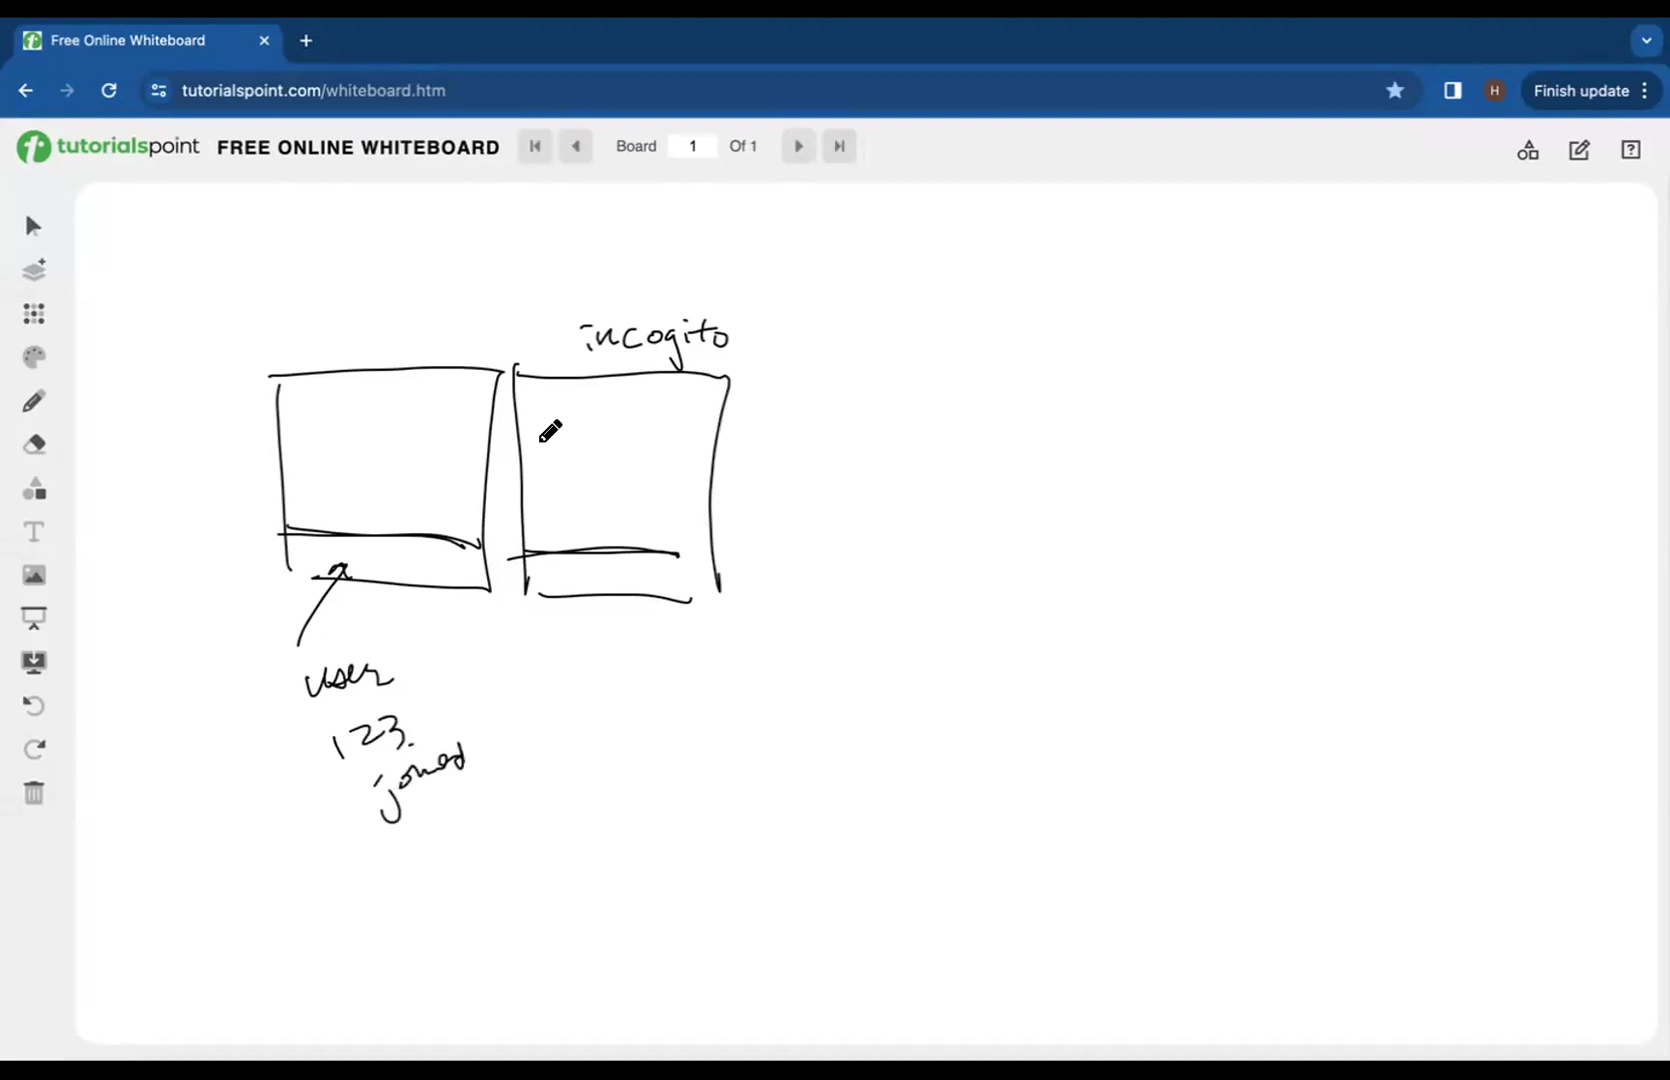 Free Online Whiteboard
tutorialspoint.com/whiteboard.htm
H
Finish update
tutorialspoint
FREE ONLINE WHITEBOARD
Board 1 Of 1
incogito
user
123.
joined